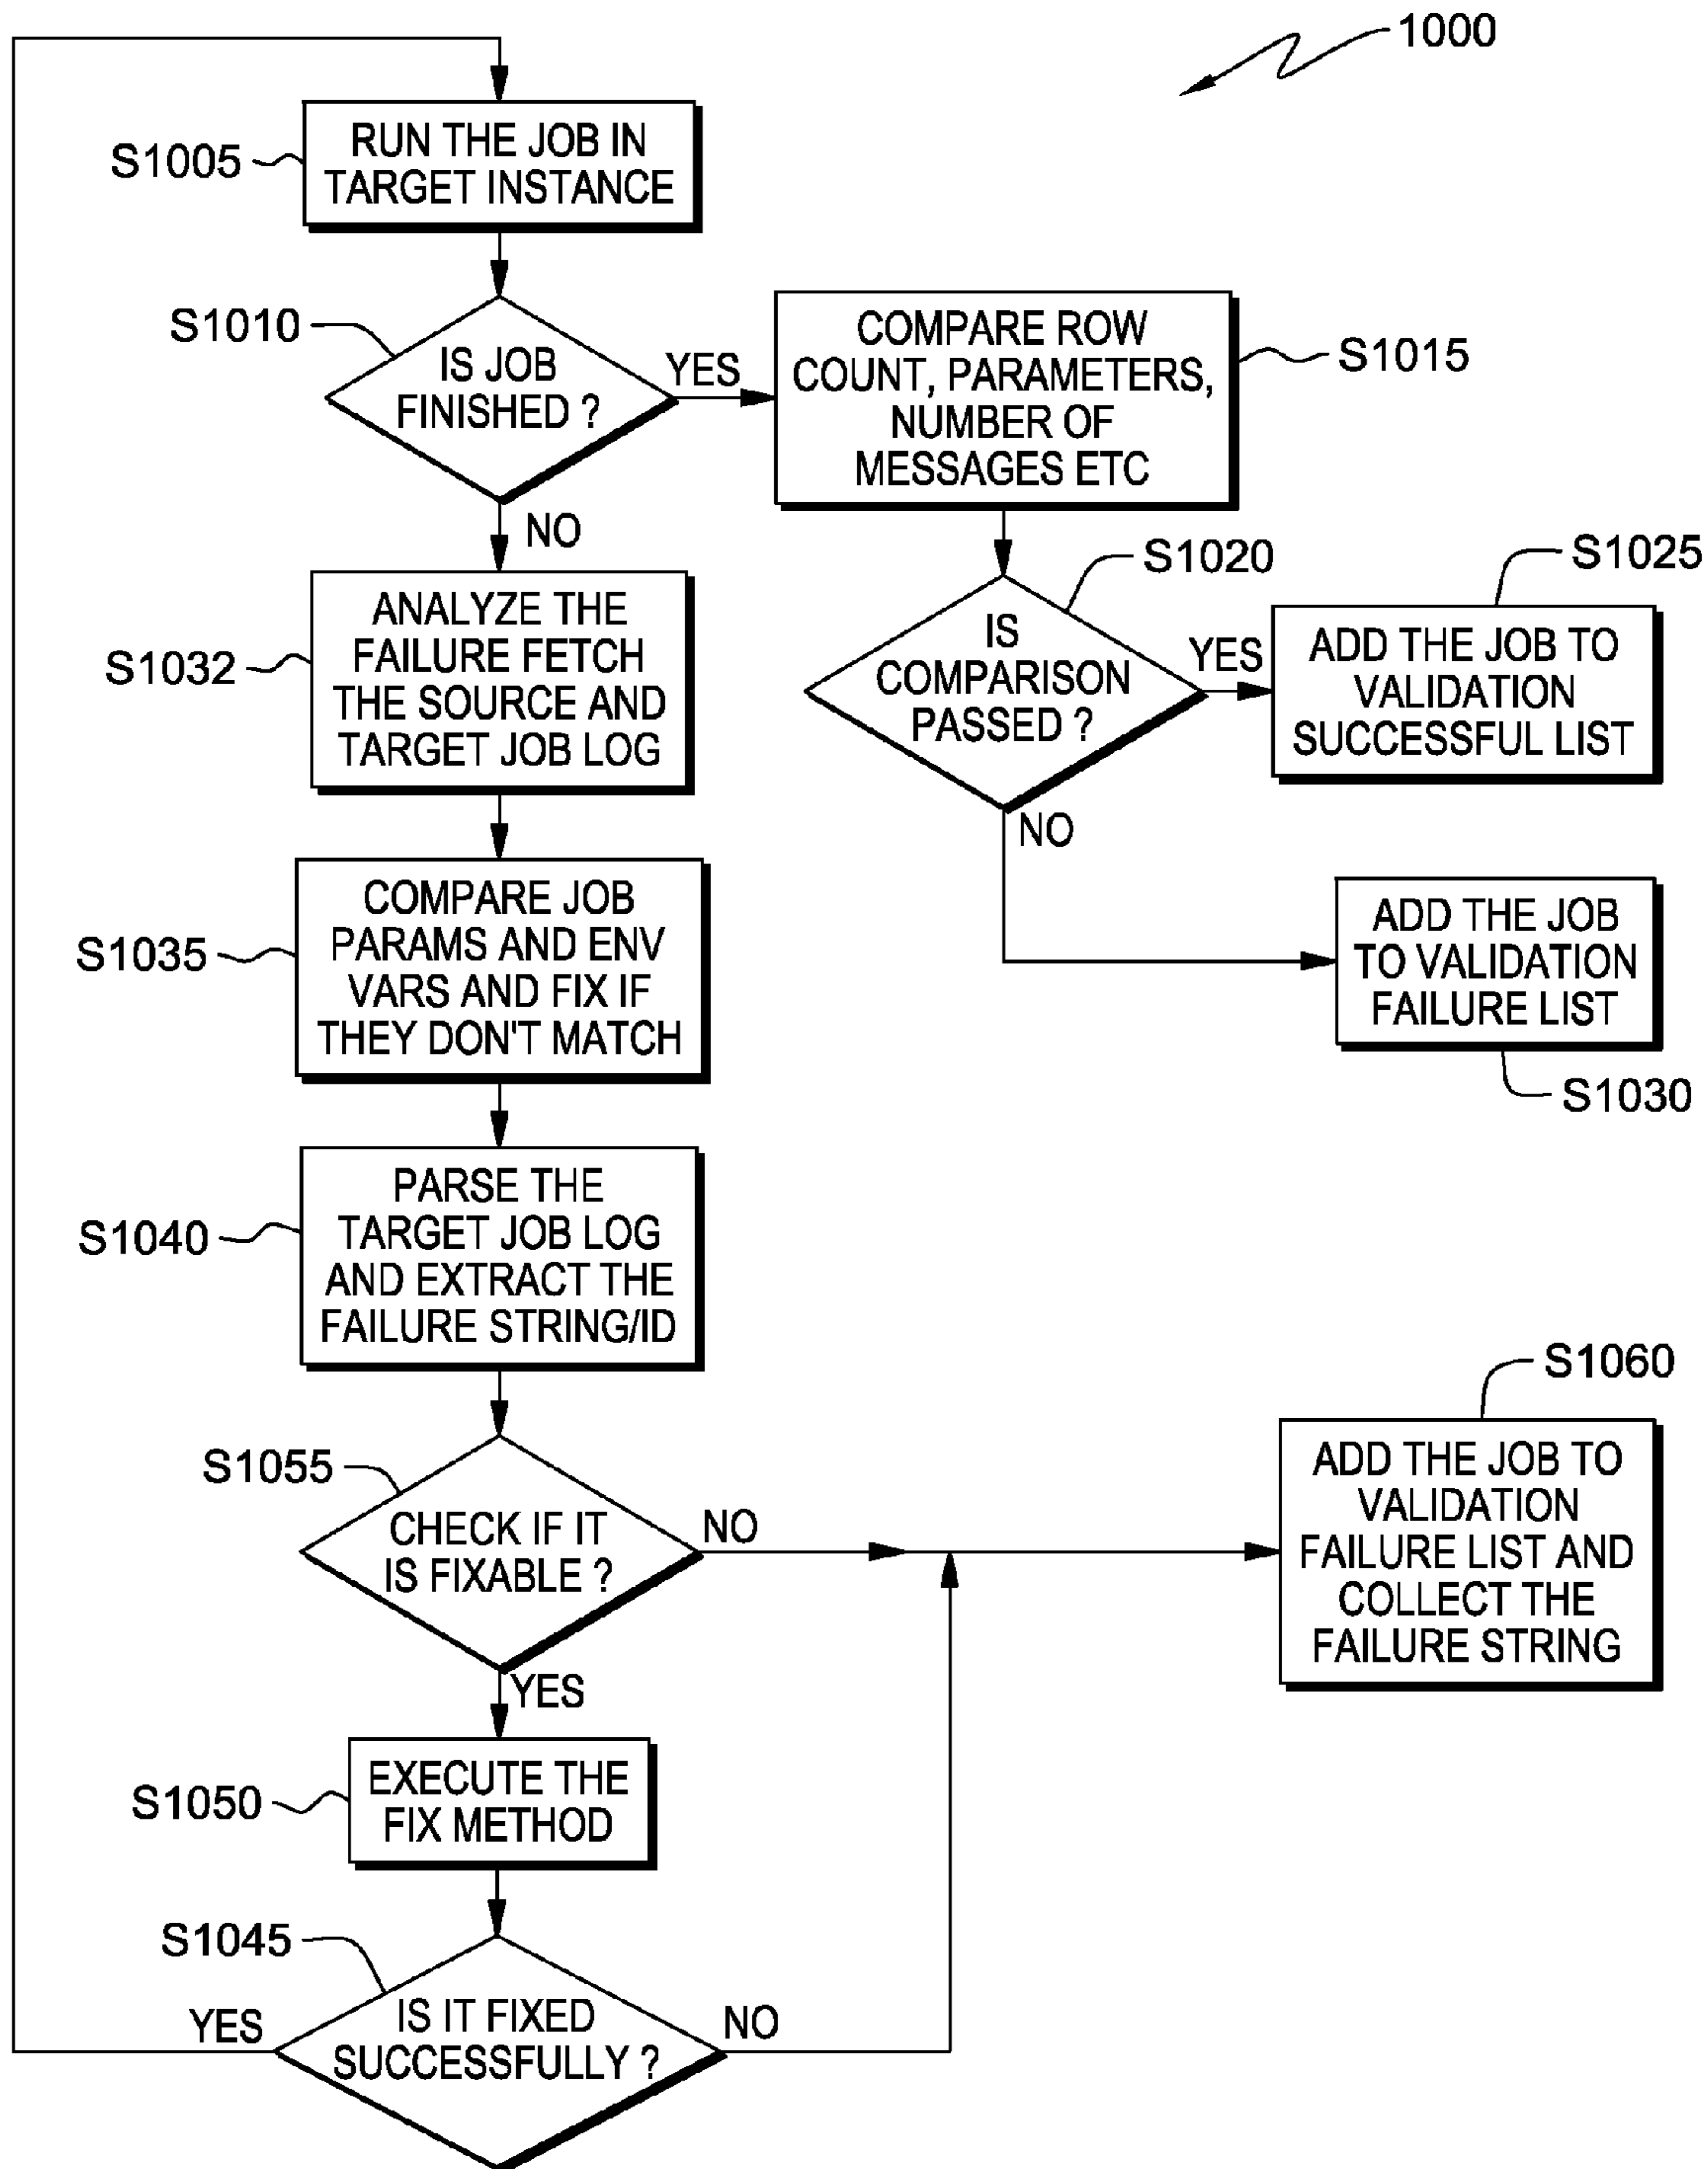 1000
S1005
RUN THE JOB IN
TARGET INSTANCE
S1010
IS JOB
FINISHED ?
YES
NO
COMPARE ROW
COUNT, PARAMETERS,
NUMBER OF
MESSAGES ETC
S1015
S1020
IS
COMPARISON
PASSED ?
YES
NO
S1025
ADD THE JOB TO
VALIDATION
SUCCESSFUL LIST
ADD THE JOB
TO VALIDATION
FAILURE LIST
S1030
S1032
ANALYZE THE
FAILURE FETCH
THE SOURCE AND
TARGET JOB LOG
S1035
COMPARE JOB
PARAMS AND ENV
VARS AND FIX IF
THEY DON'T MATCH
S1040
PARSE THE
TARGET JOB LOG
AND EXTRACT THE
FAILURE STRING/ID
S1055
CHECK IF IT
IS FIXABLE ?
NO
YES
S1060
ADD THE JOB TO
VALIDATION
FAILURE LIST AND
COLLECT THE
FAILURE STRING
S1050
EXECUTE THE
FIX METHOD
S1045
IS IT FIXED
SUCCESSFULLY ?
YES
NO